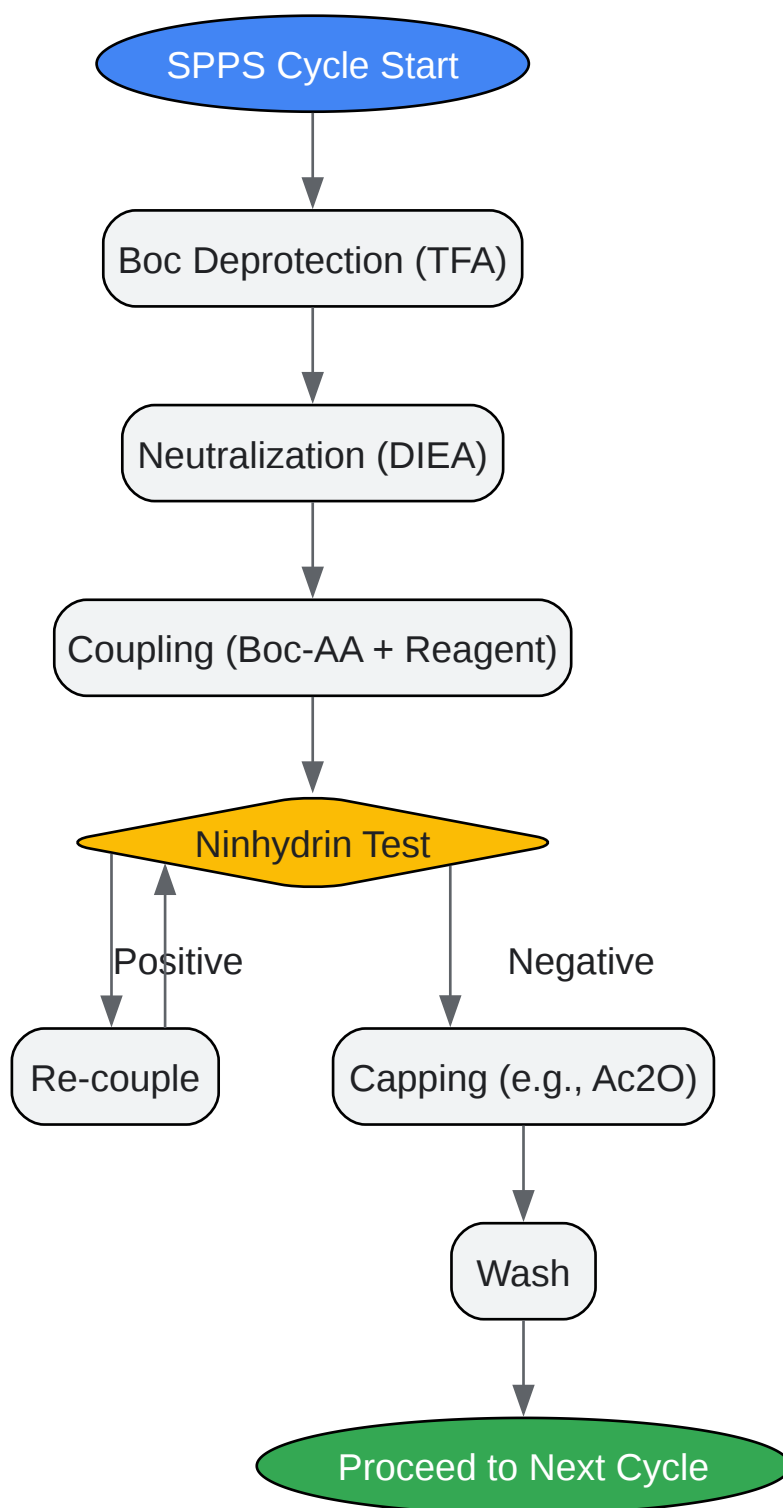 SPPS Cycle Start
Boc Deprotection (TFA)
Neutralization (DIEA)
Coupling (Boc-AA + Reagent)
Ninhydrin Test
Positive
Negative
Re-couple
Capping (e.g., Ac2O)
Wash
Proceed to Next Cycle